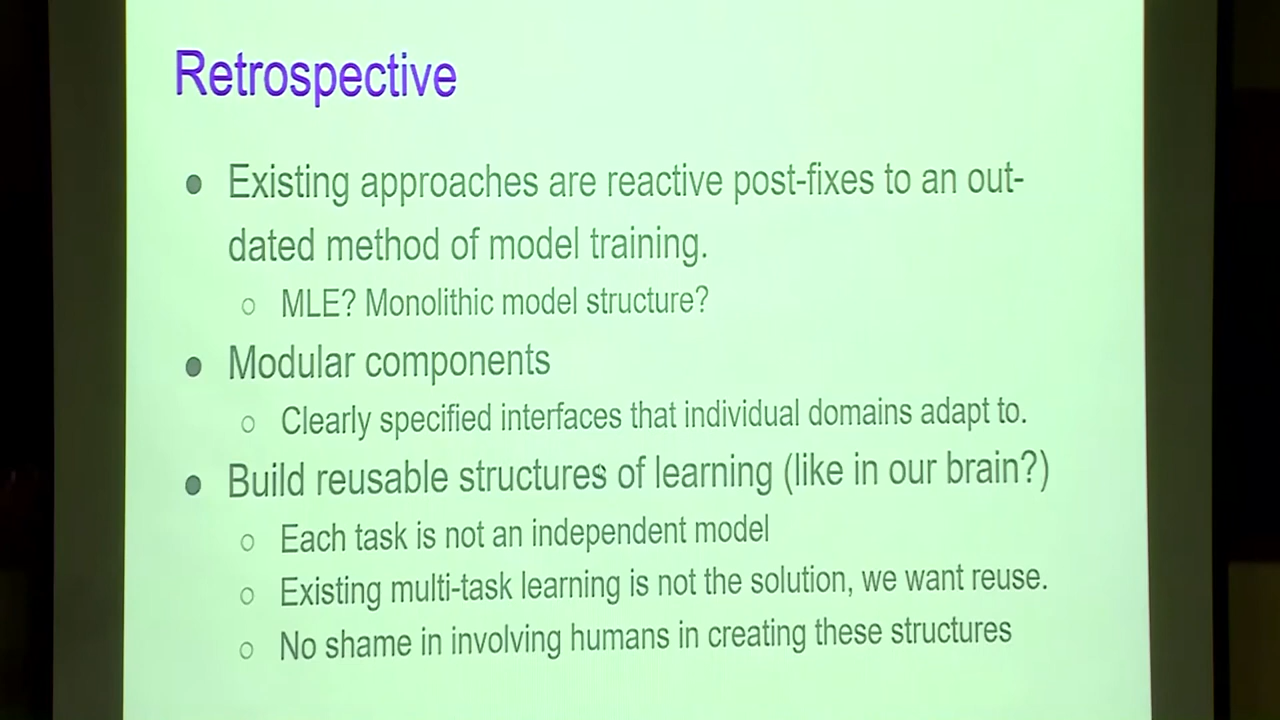 Retrospective
● Existing approaches are reactive post-fixes to an out-
dated method of model training.
○ MLE? Monolithic model structure?
● Modular components
○ Clearly specified interfaces that individual domains adapt to.
● Build reusable structures of learning (like in our brain?)
○ Each task is not an independent model
○ Existing multi-task learning is not the solution, we want reuse.
○ No shame in involving humans in creating these structures